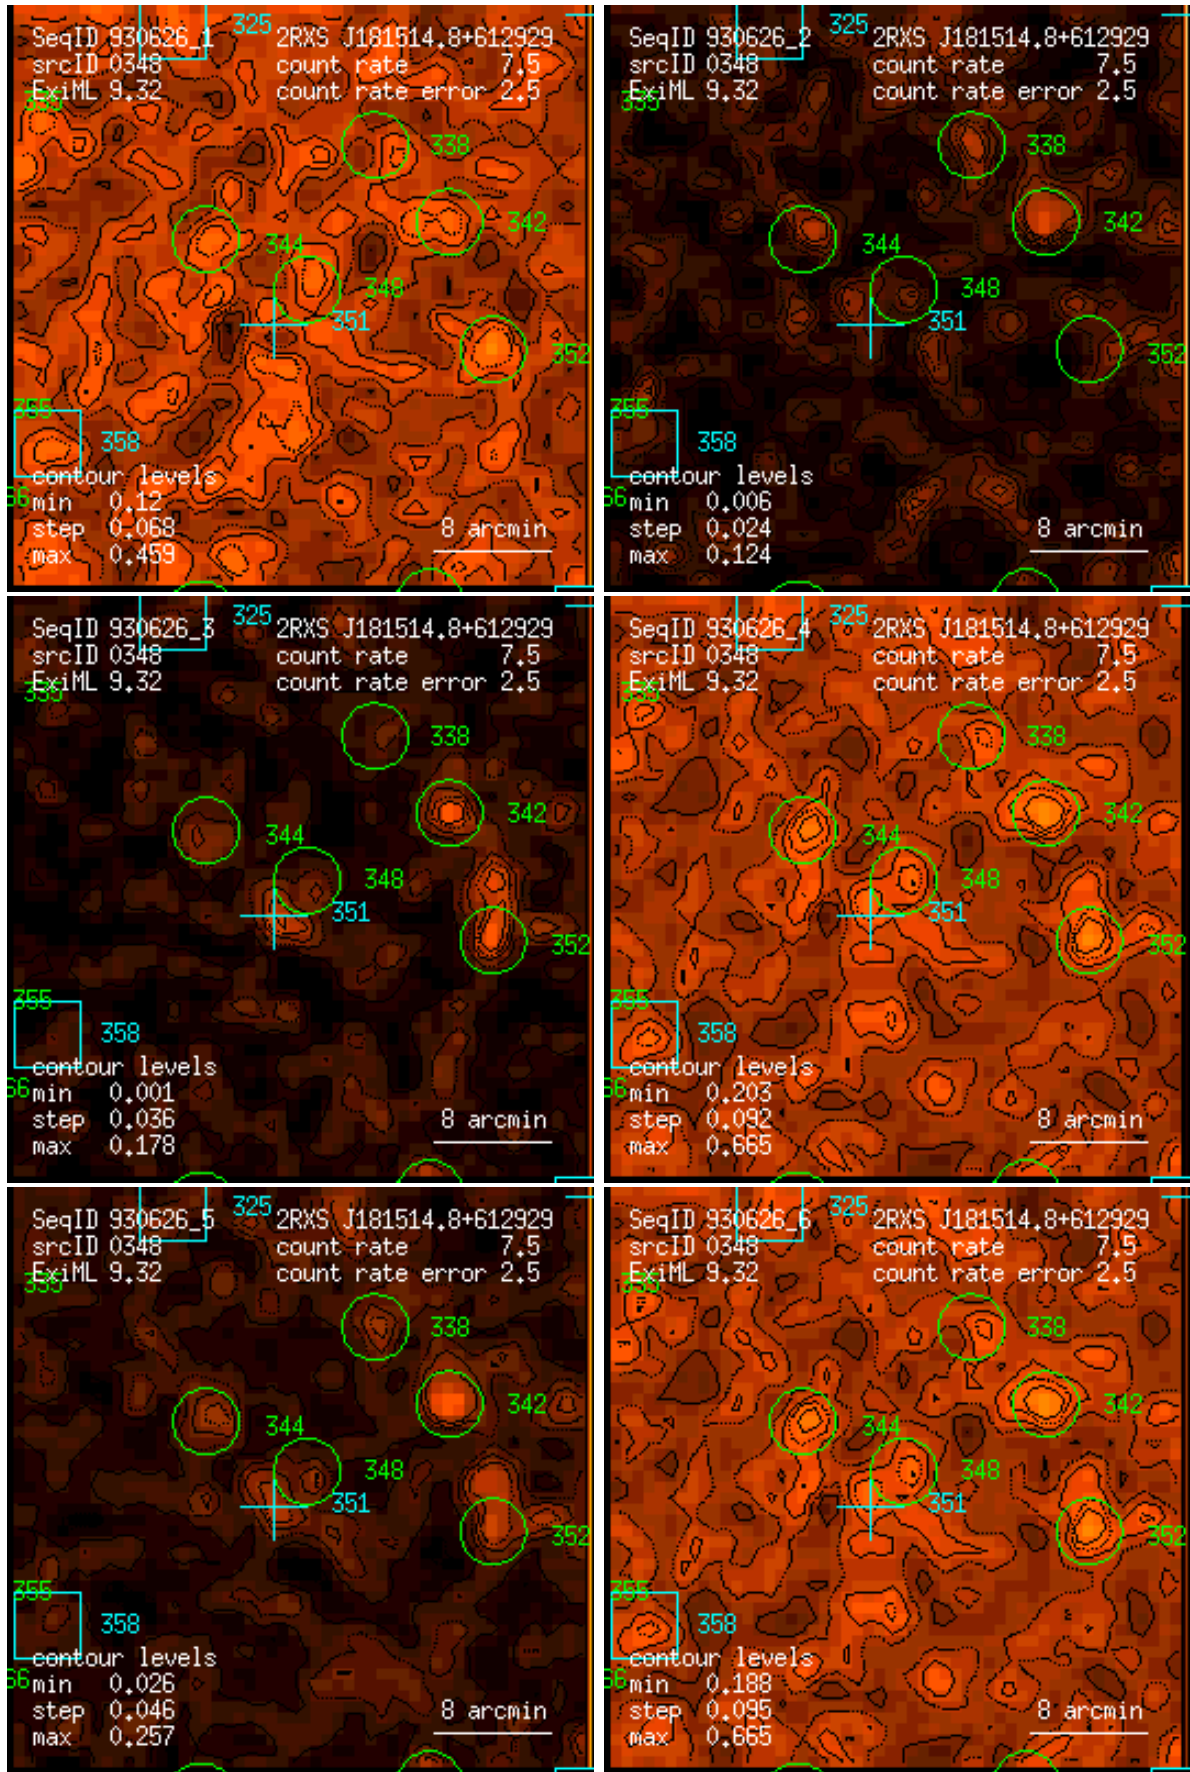 SeqID 930626_1 325 2RXS J181514.8+612929
srcID 0348 count rate 7.5
ExiML 9.32 count rate error 2.5
338
342
344
348
351
352
355
358
contour levels
66 min 0.12
step 0.068 8 arcmin
max 0.459
SeqID 930626_2 325 2RXS J181514.8+612929
srcID 0348 count rate 7.5
ExiML 9.32 count rate error 2.5
338
342
344
348
351
352
355
358
contour levels
66 min 0.006
step 0.024 8 arcmin
max 0.124
SeqID 930626_3 325 2RXS J181514.8+612929
srcID 0348 count rate 7.5
ExiML 9.32 count rate error 2.5
338
342
344
348
351
352
355
358
contour levels
66 min 0.001
step 0.036 8 arcmin
max 0.178
SeqID 930626_4 325 2RXS J181514.8+612929
srcID 0348 count rate 7.5
ExiML 9.32 count rate error 2.5
338
342
344
348
351
352
355
358
contour levels
66 min 0.203
step 0.092 8 arcmin
max 0.665
SeqID 930626_5 325 2RXS J181514.8+612929
srcID 0348 count rate 7.5
ExiML 9.32 count rate error 2.5
338
342
344
348
351
352
355
358
contour levels
66 min 0.026
step 0.046 8 arcmin
max 0.257
SeqID 930626_6 325 2RXS J181514.8+612929
srcID 0348 count rate 7.5
ExiML 9.32 count rate error 2.5
338
342
344
348
351
352
355
358
contour levels
66 min 0.188
step 0.095 8 arcmin
max 0.665